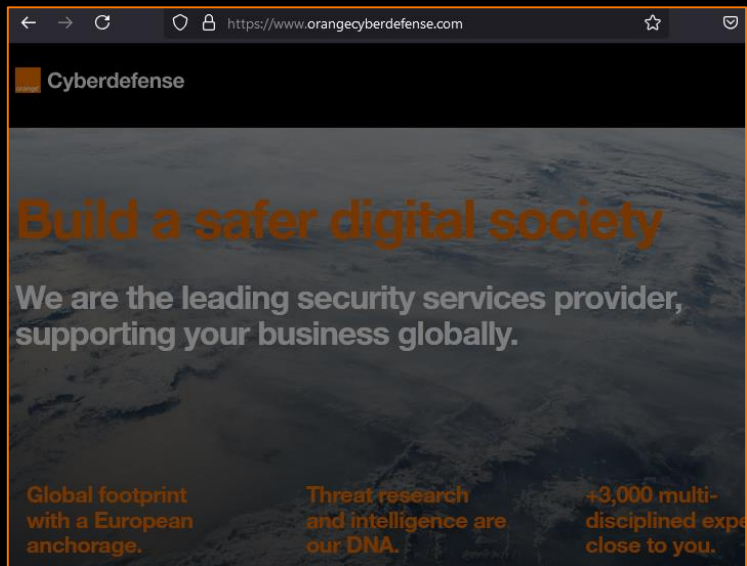 https://www.orangecyberdefense.com
orange
Cyberdefense
Build a safer digital society
We are the leading security services provider,
supporting your business globally.
Global footprint
with a European
anchorage.
Threat research
and intelligence are
our DNA.
+3,000 multi-
disciplined expe
close to you.